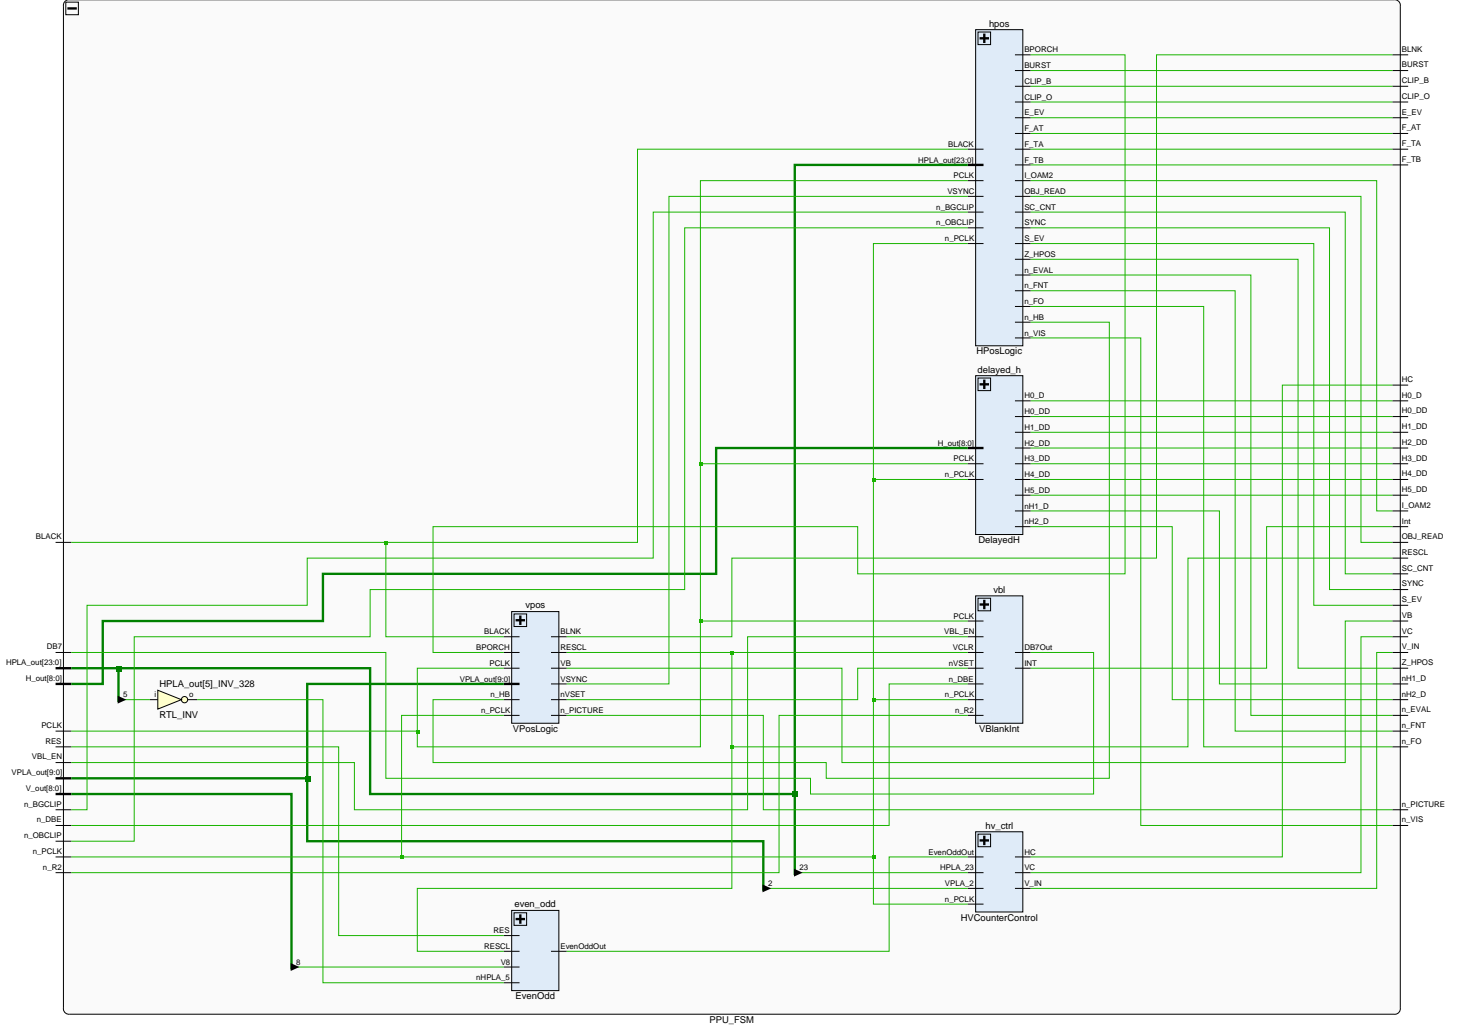 hpos
BPORCH
BURST
CLIP_B
CLIP_O
E_EV
F_AT
BLACK
F_TA
HPLA_out[23:0]
F_TB
PCLK
I_OAM2
VSYNC
OBJ_READ
n_BGCLIP
SC_CNT
n_OBCLIP
SYNC
n_PCLK
S_EV
Z_HPOS
n_EVAL
n_FNT
n_FO
n_HB
n_VIS
HPosLogic
BLNK
BURST
CLIP_B
CLIP_O
E_EV
F_AT
F_TA
F_TB
delayed_h
H0_D
H0_DD
H1_DD
H_out[8:0]
H2_DD
PCLK
H3_DD
n_PCLK
H4_DD
H5_DD
nH1_D
nH2_D
DelayedH
HC
H0_D
H0_DD
H1_DD
H2_DD
H3_DD
H4_DD
H5_DD
I_OAM2
Int
OBJ_READ
RESCL
SC_CNT
SYNC
S_EV
VB
VC
V_IN
Z_HPOS
nH1_D
nH2_D
n_EVAL
n_FNT
n_FO
n_PICTURE
n_VIS
BLACK
DB7
HPLA_out[23:0]
H_out[8:0]
PCLK
RES
VBL_EN
VPLA_out[9:0]
V_out[8:0]
n_BGCLIP
n_DBE
n_OBCLIP
n_PCLK
n_R2
5
HPLA_out[5]_INV_328
i
o
RTL_INV
vpos
BLACK
BLNK
BPORCH
RESCL
PCLK
VB
VPLA_out[9:0]
VSYNC
n_HB
nVSET
n_PCLK
n_PICTURE
VPosLogic
vbl
PCLK
VBL_EN
VCLR
DB7Out
nVSET
INT
n_DBE
n_PCLK
n_R2
VBlankInt
hv_ctrl
EvenOddOut
HC
23
HPLA_23
VC
2
VPLA_2
V_IN
n_PCLK
HVCounterControl
even_odd
RES
RESCL
EvenOddOut
8
V8
nHPLA_5
EvenOdd
PPU_FSM